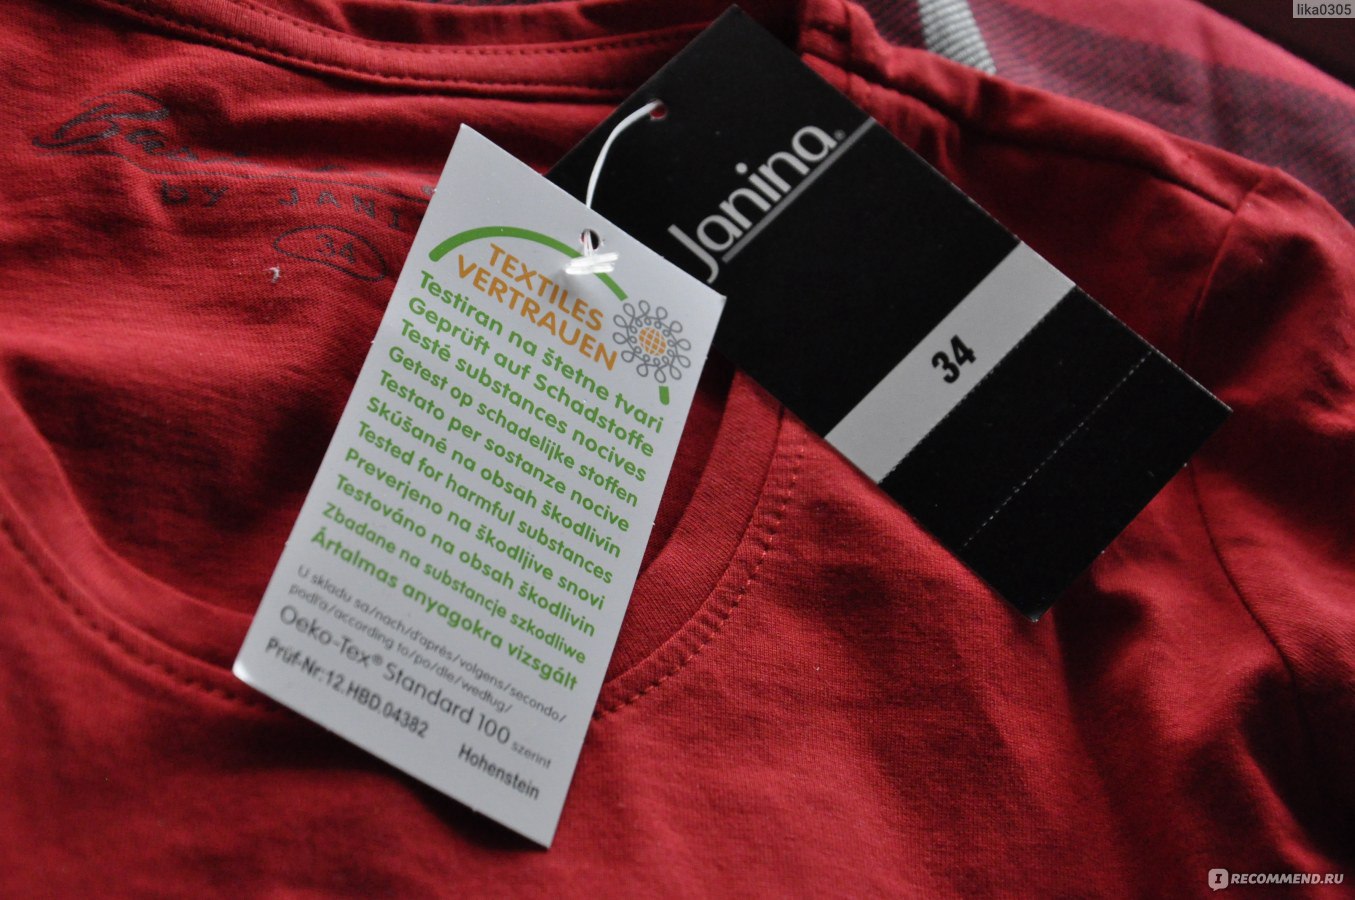 lika0305
BY JANI
34
Janina®
34
TEXTILES
VERTRAUEN
Testiran na štetne tvari
Geprüft auf Schadstoffe
Testé substances nocives
Getest op schadelijke stoffen
Testato per sostanze nocive
Skúšané na obsah škodlivín
Tested for harmful substances
Preverjeno na škodljive snovi
Testováno na obsah škodlivin
Zbadane na substancje szkodliwe
Ártalmas anyagokra vizsgált
U skladu sa/nach/d'après/volgens/secondo/
podľa/according to/po/dle/według/
Oeko-Tex® Standard 100 szerint
Prüf-Nr:12.HBD.04382
Hohenstein
IRECOMMEND.RU